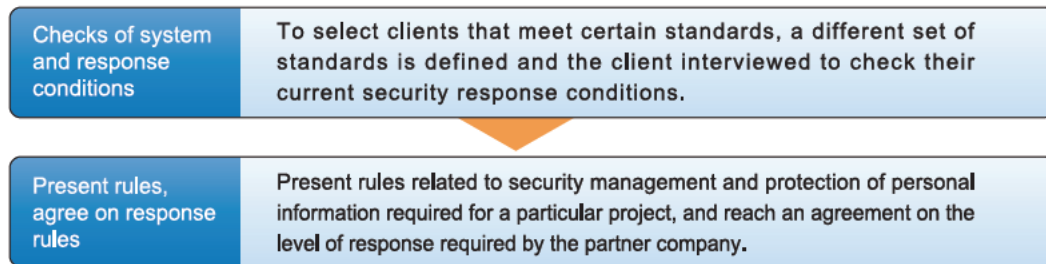 Checks of system
and response
conditions
To select clients that meet certain standards, a different set of
standards is defined and the client interviewed to check their
current security response conditions.
Present rules,
agree on response
rules
Present rules related to security management and protection of personal
information required for a particular project, and reach an agreement on the
level of response required by the partner company.